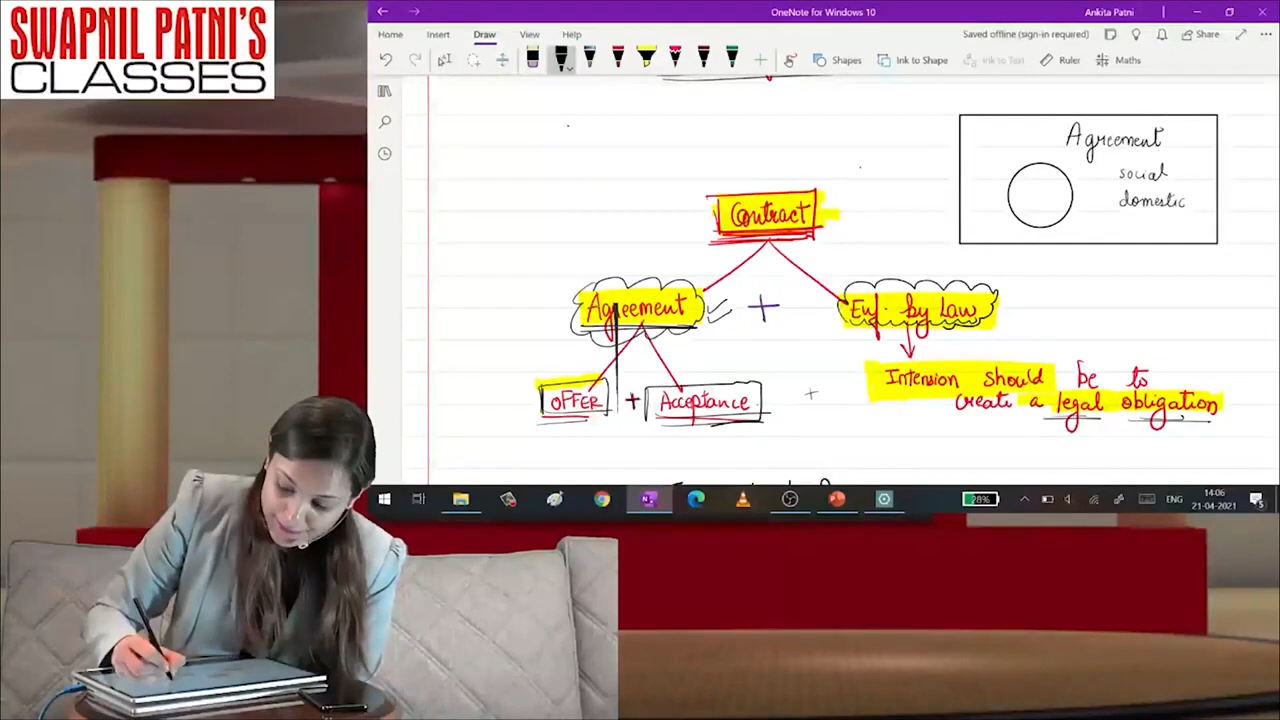 SWAPNIL PATNI'S
CLASSES
OneNote for Windows 10
Ankita Patni
Home Insert Draw View Help
Saved offline (sign-in required)
Share
Shapes
Ink to Shape
Ink to Text
Ruler
Maths
Agreement
social
domestic
Contract
Agreement + Enf. by Law
OFFER + Acceptance +
Intension should be to
create a legal obligation
28%
ENG
14:06
21-04-2021
5